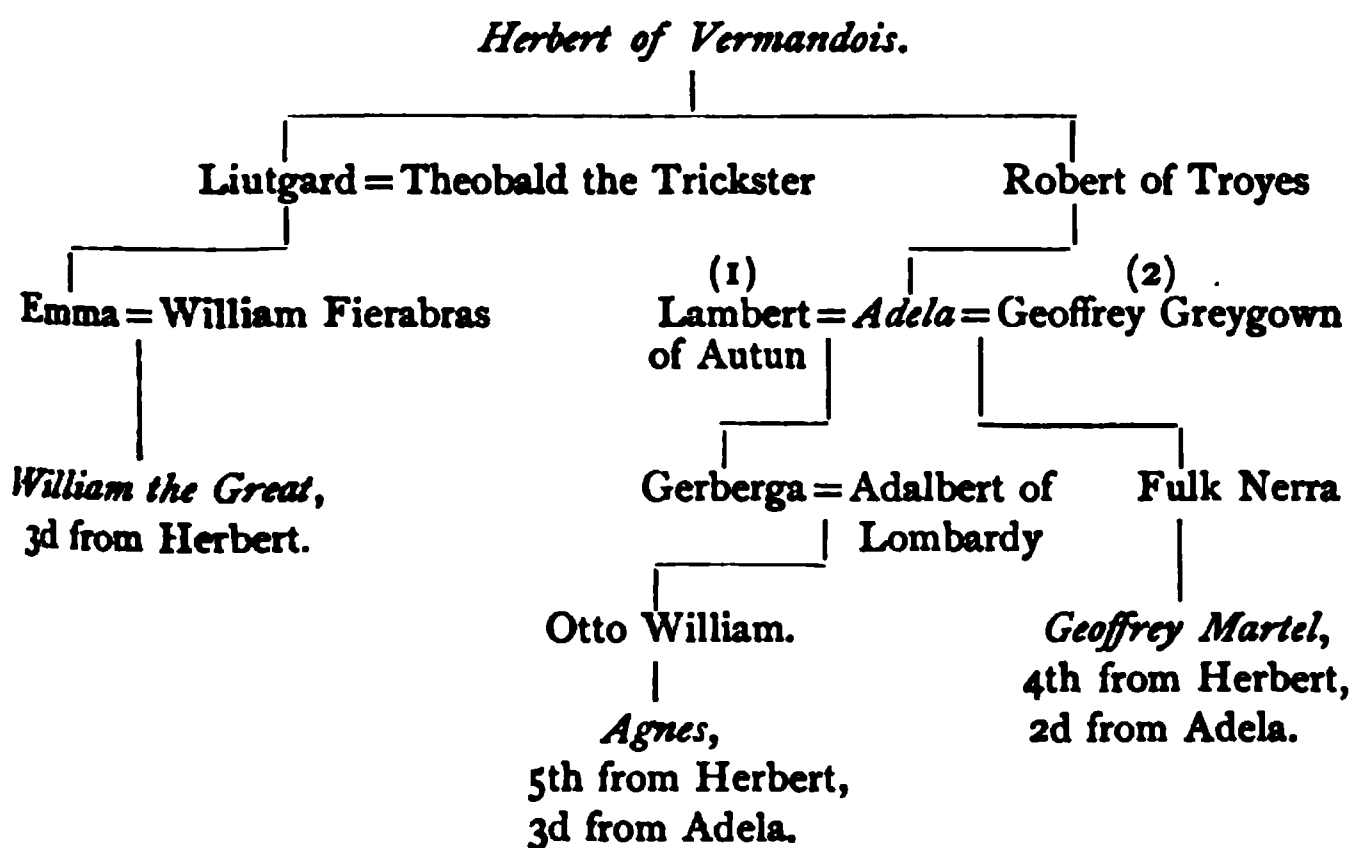 Herbert of Vermandois.
Liutgard = Theobald the Trickster Robert of Troyes
(1) (2)
Emma = William Fierabras Lambert = Adela = Geoffrey Greygown
of Autun
William the Great, Gerberga = Adalbert of Fulk Nerra
3d from Herbert. Lombardy
Otto William. Geoffrey Martel,
4th from Herbert,
Agnes, 2d from Adela.
5th from Herbert,
3d from Adela.